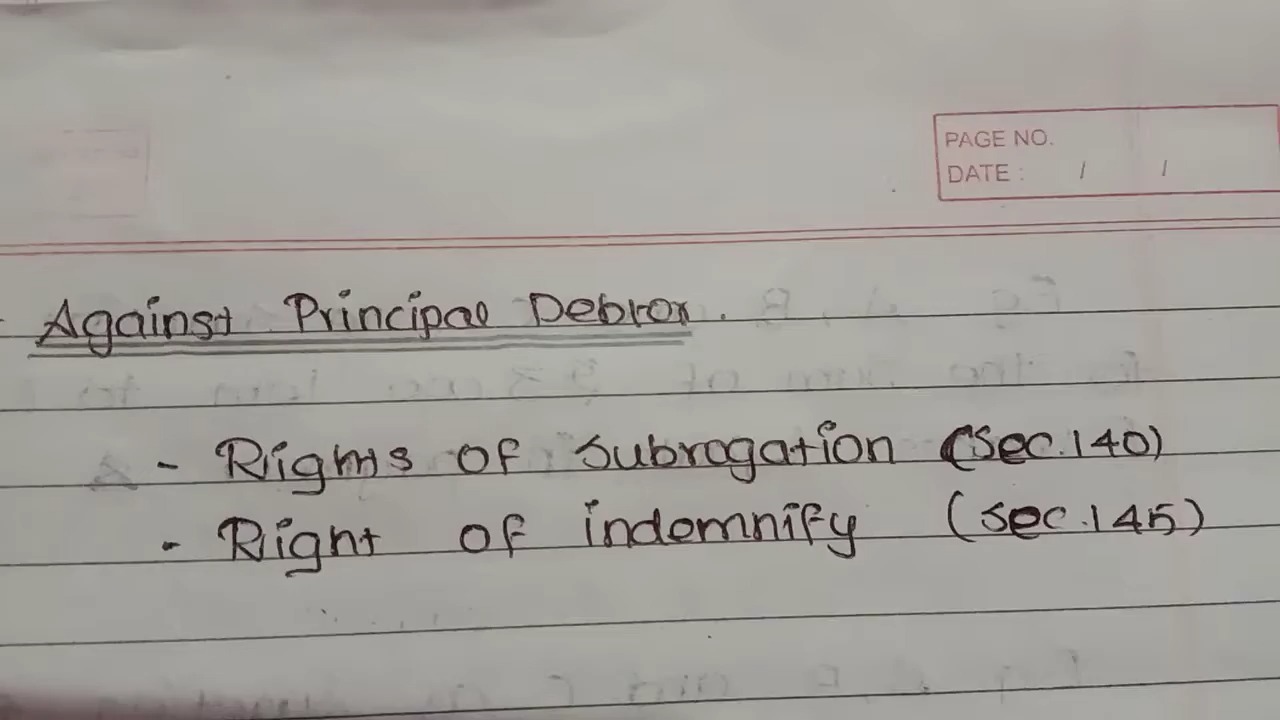 PAGE NO.
DATE : / /
Against Principal Debtor.
- Rights of subrogation (Sec.140)
- Right of indemnify (Sec.145)